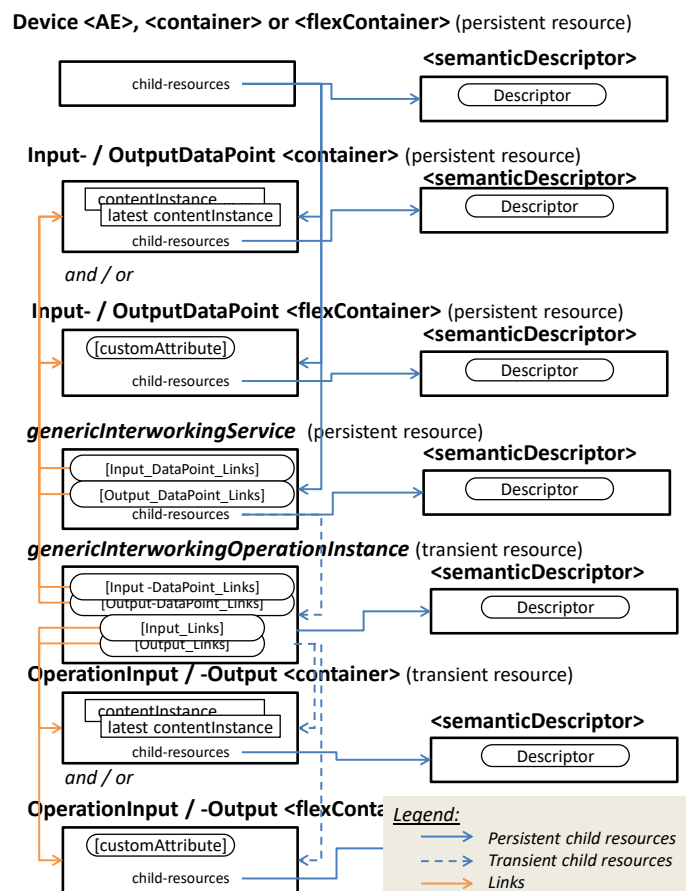 Device <AE>, <container> or <flexContainer> (persistent resource)
<semanticDescriptor>
child-resources
Descriptor
Input- / OutputDataPoint <container> (persistent resource)
<semanticDescriptor>
contentInstance
latest contentInstance
Descriptor
child-resources
and / or
Input- / OutputDataPoint <flexContainer> (persistent resource)
<semanticDescriptor>
[customAttribute]
Descriptor
child-resources
genericInterworkingService (persistent resource)
<semanticDescriptor>
[Input_DataPoint_Links]
[Output_DataPoint_Links]
Descriptor
child-resources
genericInterworkingOperationInstance (transient resource)
<semanticDescriptor>
[Input -DataPoint_Links]
[Output-DataPoint_Links]
Descriptor
[Input_Links]
[Output_Links]
OperationInput / -Output <container> (transient resource)
<semanticDescriptor>
contentInstance
latest contentInstance
Descriptor
child-resources
and / or
OperationInput / -Output <flexConta
[customAttribute]
child-resources
Legend:
Persistent child resources
Transient child resources
Links